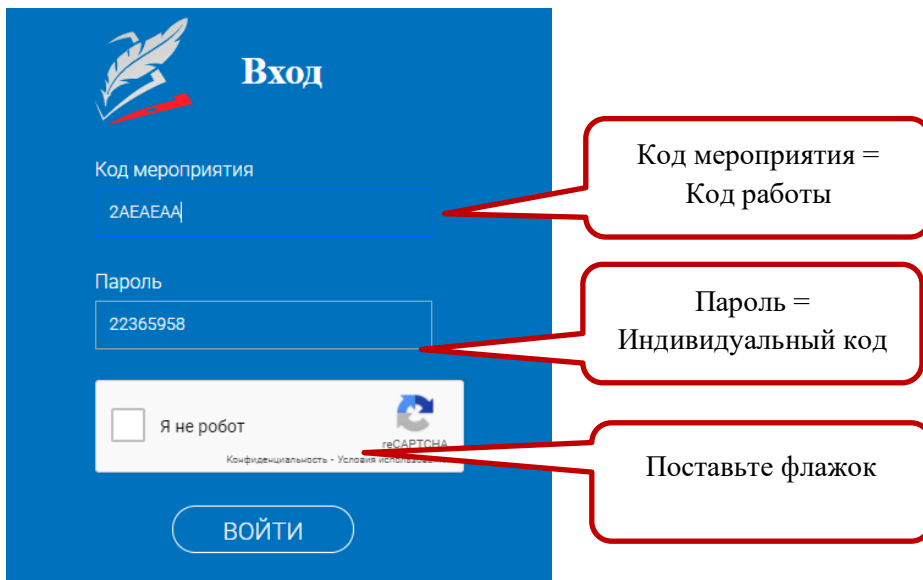 Вход
Код мероприятия
2AEAEAA
Код мероприятия =
Код работы
Пароль
22365958
Пароль =
Индивидуальный код
Я не робот
reCAPTCHA
Конфиденциальность - Условия
Поставьте флажок
ВОЙТИ